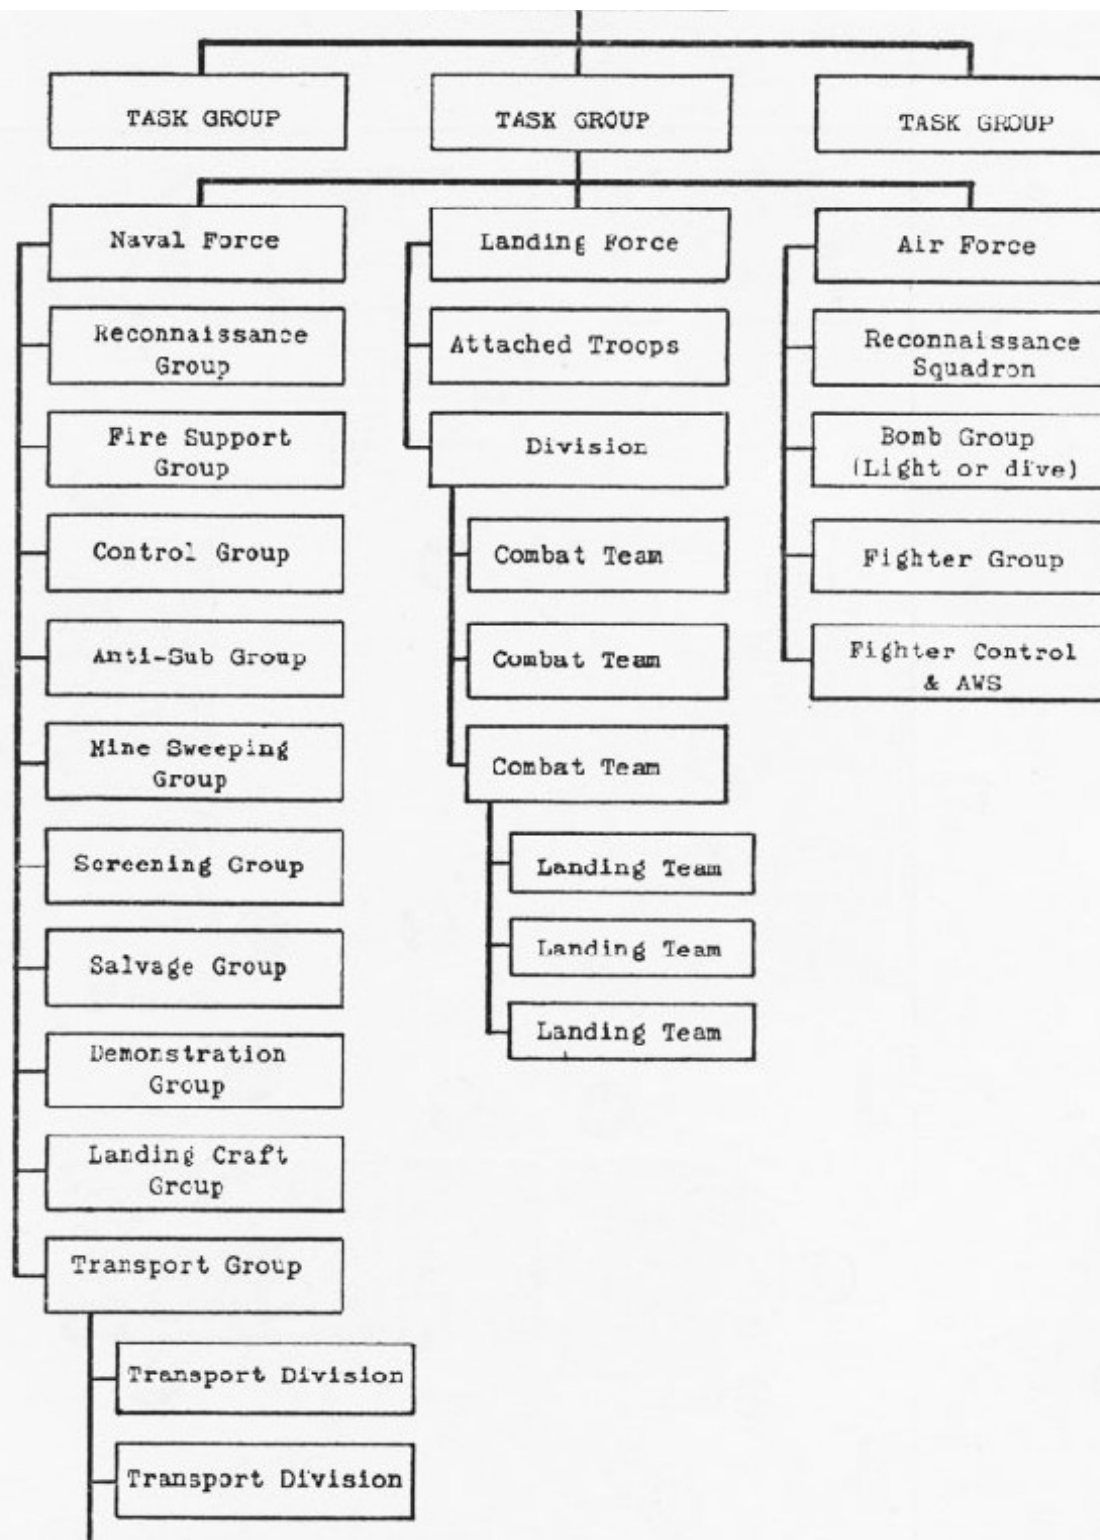 TASK GROUP
TASK GROUP
TASK GROUP
Naval Force
Reconnaissance
Group
Fire Support
Group
Control Group
Anti-Sub Group
Mine Sweeping
Group
Screening Group
Salvage Group
Demonstration
Group
Landing Craft
Group
Transport Group
Transport Division
Transport Division
Landing Force
Attached Troops
Division
Combat Team
Combat Team
Combat Team
Landing Team
Landing Team
Landing Team
Air Force
Reconnaissance
Squadron
Bomb Group
(Light or dive)
Fighter Group
Fighter Control
& AWS